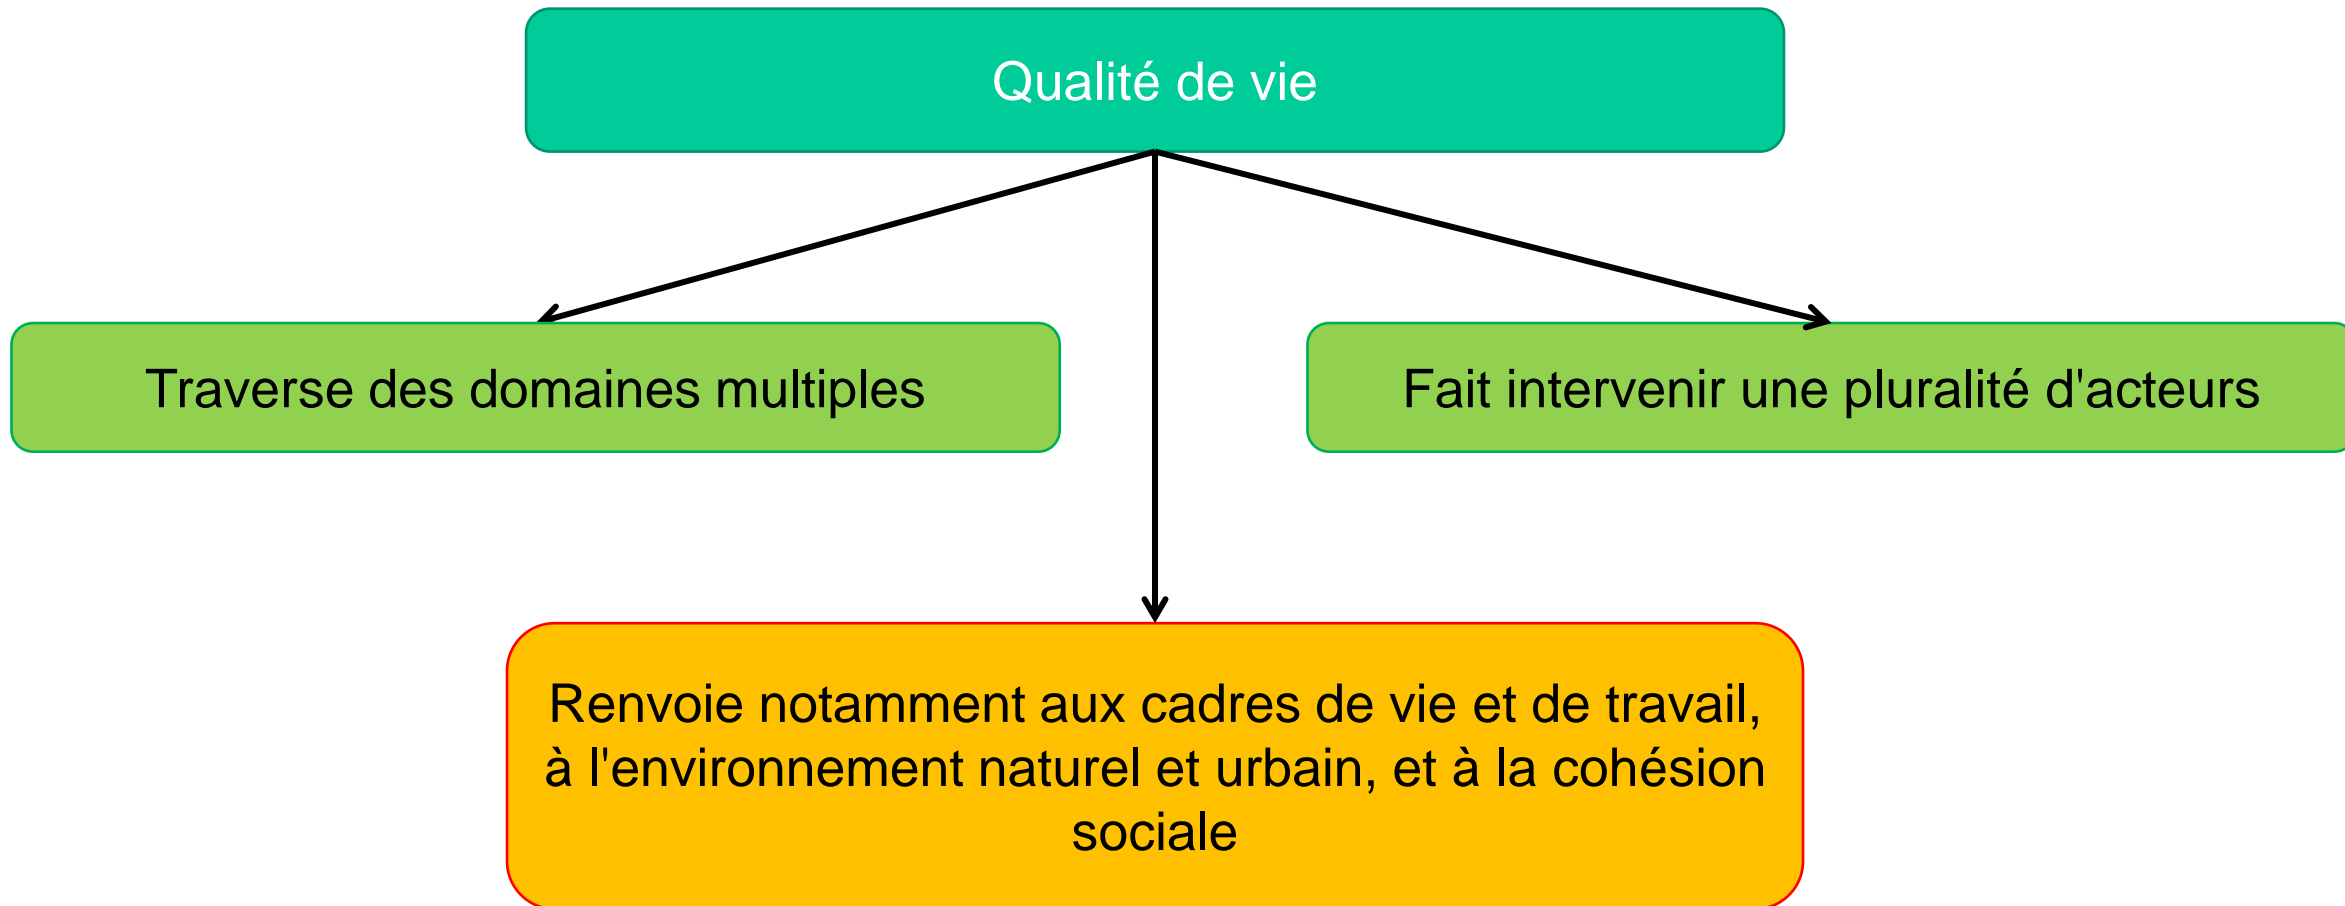 Qualité de vie
Traverse des domaines multiples
Fait intervenir une pluralité d'acteurs
Renvoie notamment aux cadres de vie et de travail,
à l'environnement naturel et urbain, et à la cohésion
sociale